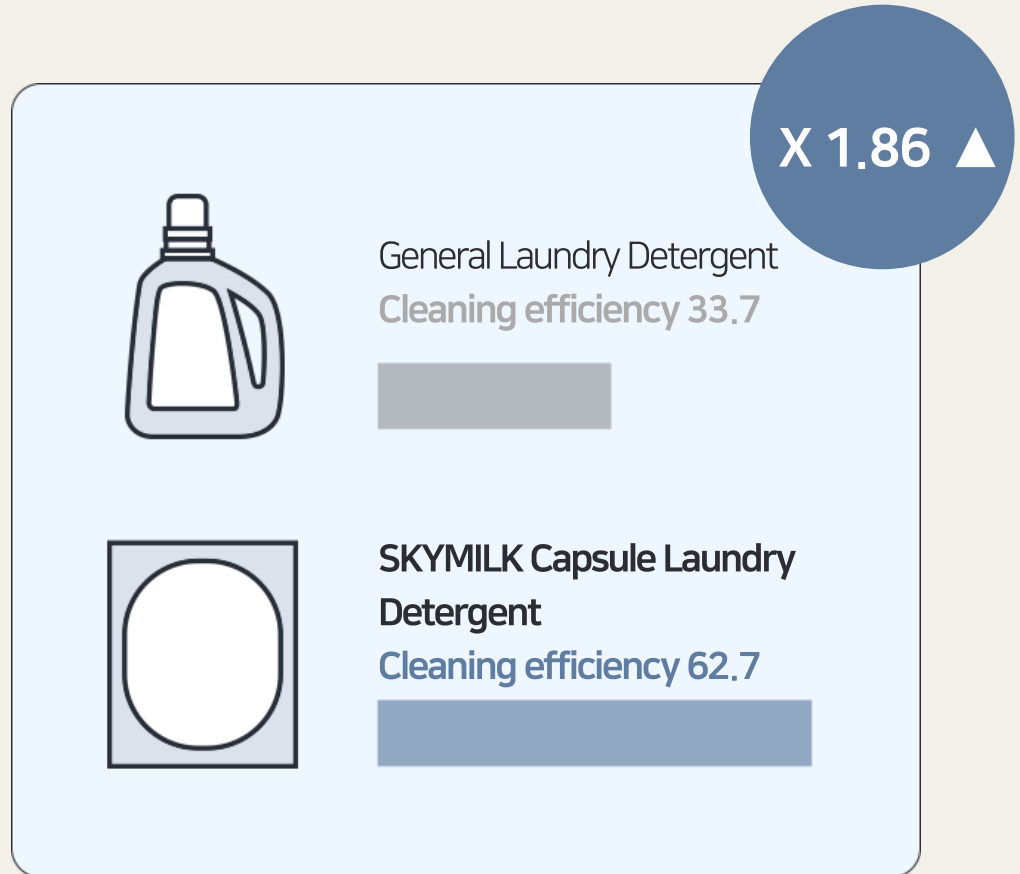 X 1.86 ▲
General Laundry Detergent
Cleaning efficiency 33.7
SKYMILK Capsule Laundry
Detergent
Cleaning efficiency 62.7